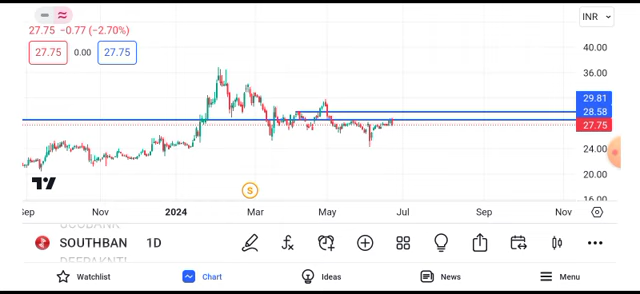 INR
27.75 −0.77 (−2.70%)
27.75 0.00 27.75
40.00
36.00
29.81
28.58
27.75
24.00
20.00
16.00
S
Sep Nov 2024 Mar May Jul Sep Nov
SOUTHBAN 1D
Watchlist Chart Ideas News Menu